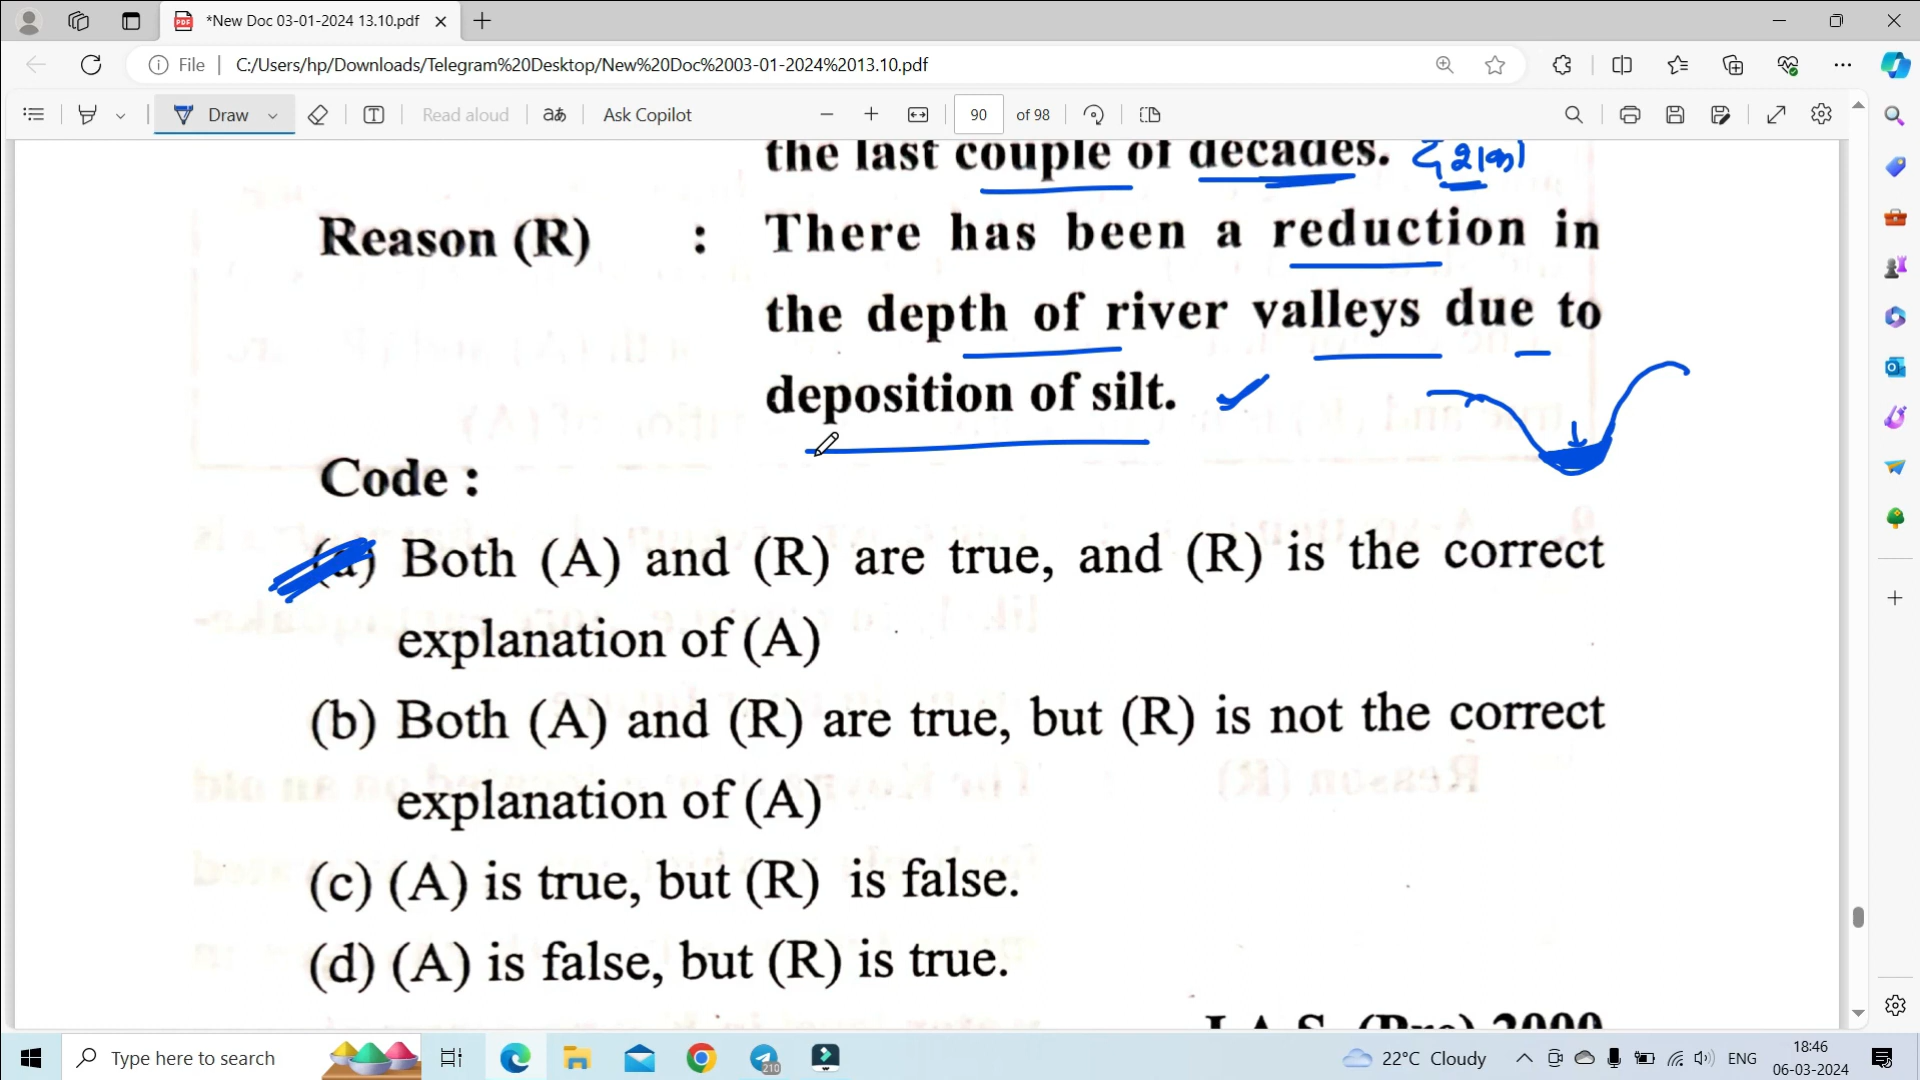 *New Doc 03-01-2024 13.10.pdf
File
C:/Users/hp/Downloads/Telegram%20Desktop/New%20Doc%2003-01-2024%2013.10.pdf
Draw
Read aloud
aあ
Ask Copilot
90 of 98
the last couple of decades.
Reason (R) : There has been a reduction in
the depth of river valleys due to
deposition of silt.
Code :
(a) Both (A) and (R) are true, and (R) is the correct
explanation of (A)
(b) Both (A) and (R) are true, but (R) is not the correct
explanation of (A)
(c) (A) is true, but (R) is false.
(d) (A) is false, but (R) is true.
I.A.S. (Pre) 2000
Type here to search
210
22°C Cloudy
ENG
18:46
06-03-2024